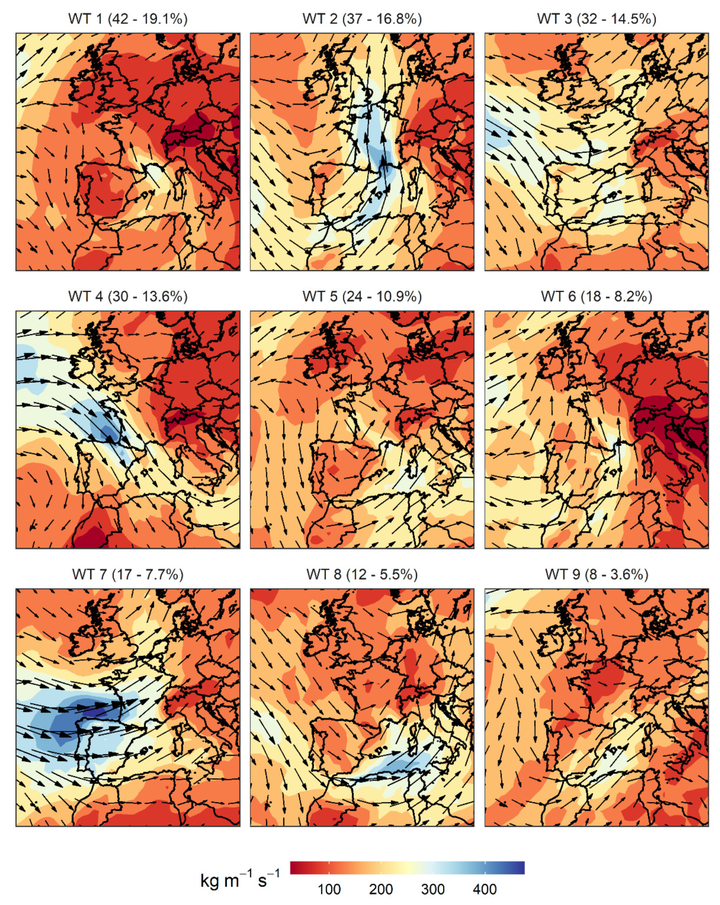 WT 1 (42 - 19.1%) WT 2 (37 - 16.8%) WT 3 (32 - 14.5%)
WT 4 (30 - 13.6%) WT 5 (24 - 10.9%) WT 6 (18 - 8.2%)
WT 7 (17 - 7.7%) WT 8 (12 - 5.5%) WT 9 (8 - 3.6%)
kg m⁻¹ s⁻¹
100 200 300 400